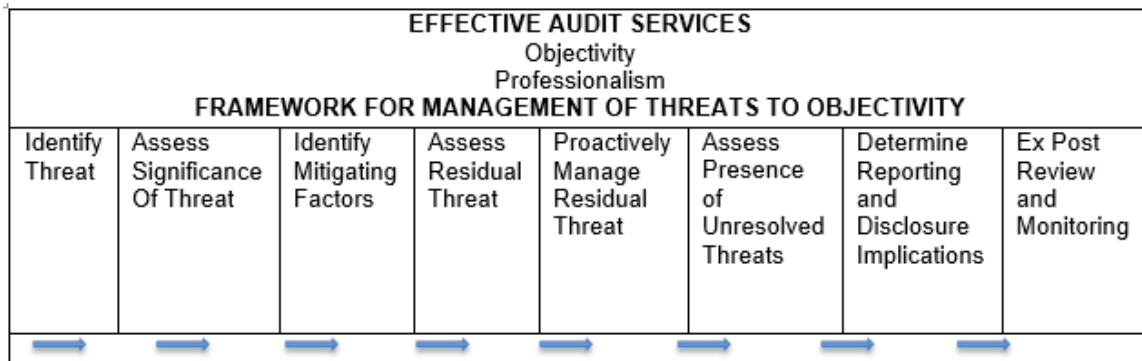 EFFECTIVE AUDIT SERVICES
Objectivity
Professionalism
FRAMEWORK FOR MANAGEMENT OF THREATS TO OBJECTIVITY
Identify
Threat
Assess
Significance
Of Threat
Identify
Mitigating
Factors
Assess
Residual
Threat
Proactively
Manage
Residual
Threat
Assess
Presence
of
Unresolved
Threats
Determine
Reporting
and
Disclosure
Implications
Ex Post
Review
and
Monitoring